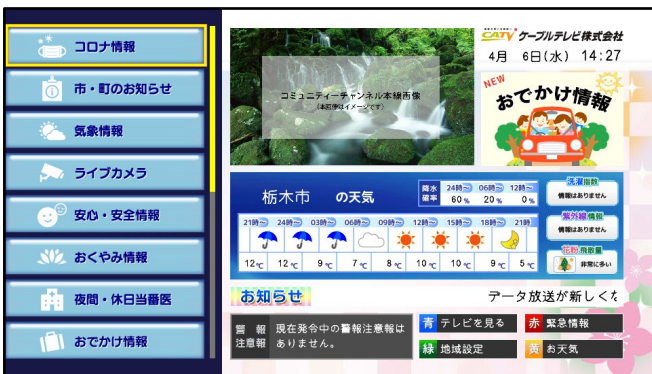 コロナ情報
市・町のお知らせ
気象情報
ライブカメラ
安心・安全情報
おくやみ情報
夜間・休日当番医
おでかけ情報
コミュニティーチャンネル本線画像
(本画像はイメージです)
CATV ケーブルテレビ株式会社
4月 6日(水) 14:27
NEW
おでかけ情報
栃木市 の天気
降水確率
24時～ 06時～ 12時～
60% 20% 0%
21時～ 24時～ 03時～ 06時～ 09時～ 12時～ 15時～ 18時～ 21時
12℃ 12℃ 9℃ 7℃ 8℃ 10℃ 10℃ 9℃ 5℃
洗濯指数
情報はありません
紫外線情報
情報はありません
花粉飛散量
非常に多い
お知らせ
データ放送が新しくな
警報
注意報
現在発令中の警報注意報は
ありません。
青 テレビを見る
赤 緊急情報
緑 地域設定
黄 お天気